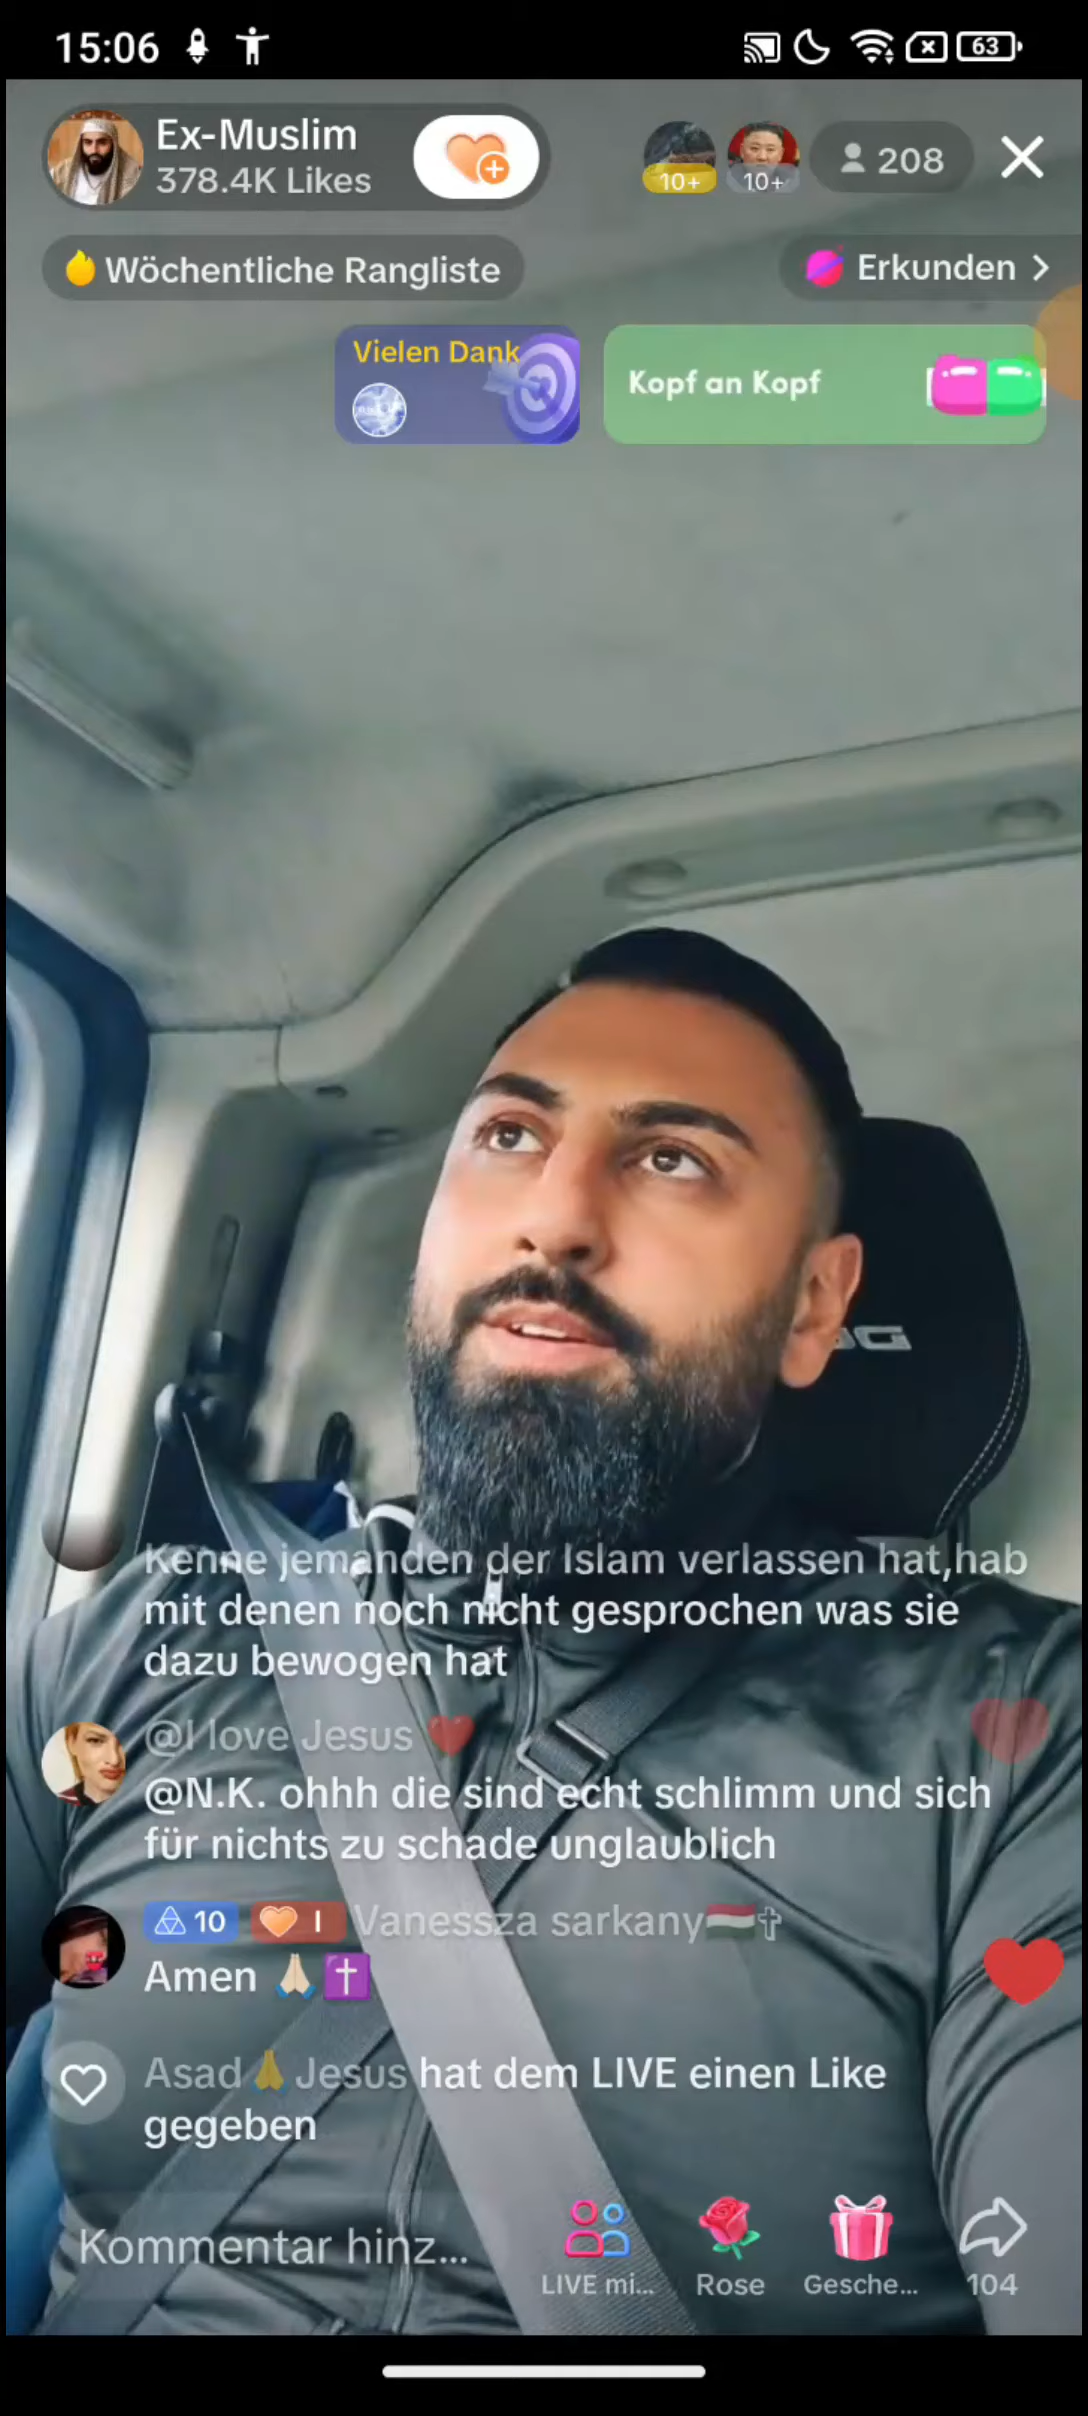 15:06
63
Ex-Muslim
378.4K Likes
10+
10+
208
Wöchentliche Rangliste
Erkunden
Vielen Dank
Kopf an Kopf
Kenne jemanden der Islam verlassen hat,hab
mit denen noch nicht gesprochen was sie
dazu bewogen hat
@I love Jesus ❤️
@N.K. ohhh die sind echt schlimm und sich
für nichts zu schade unglaublich
10 I Vanessza sarkany🇭🇺✞
Amen 🙏🏻✝️
Asad🙏Jesus hat dem LIVE einen Like
gegeben
Kommentar hinz...
LIVE mi...
Rose
Gesche...
104